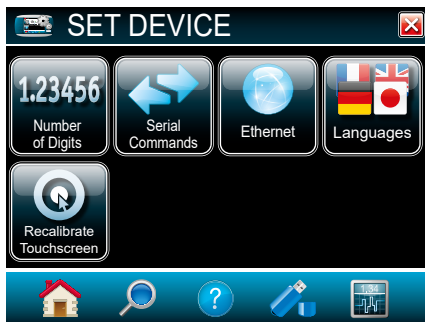 SET DEVICE
1.23456
Number
of Digits
Serial
Commands
Ethernet
Languages
Recalibrate
Touchscreen
?
1.34